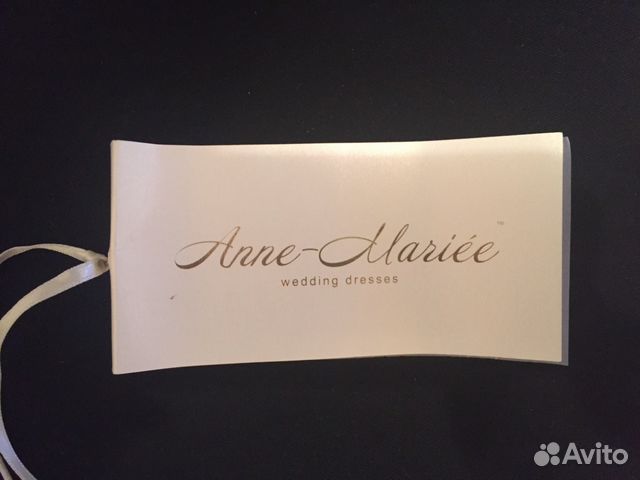 Anne-Mariée™
wedding dresses
Avito